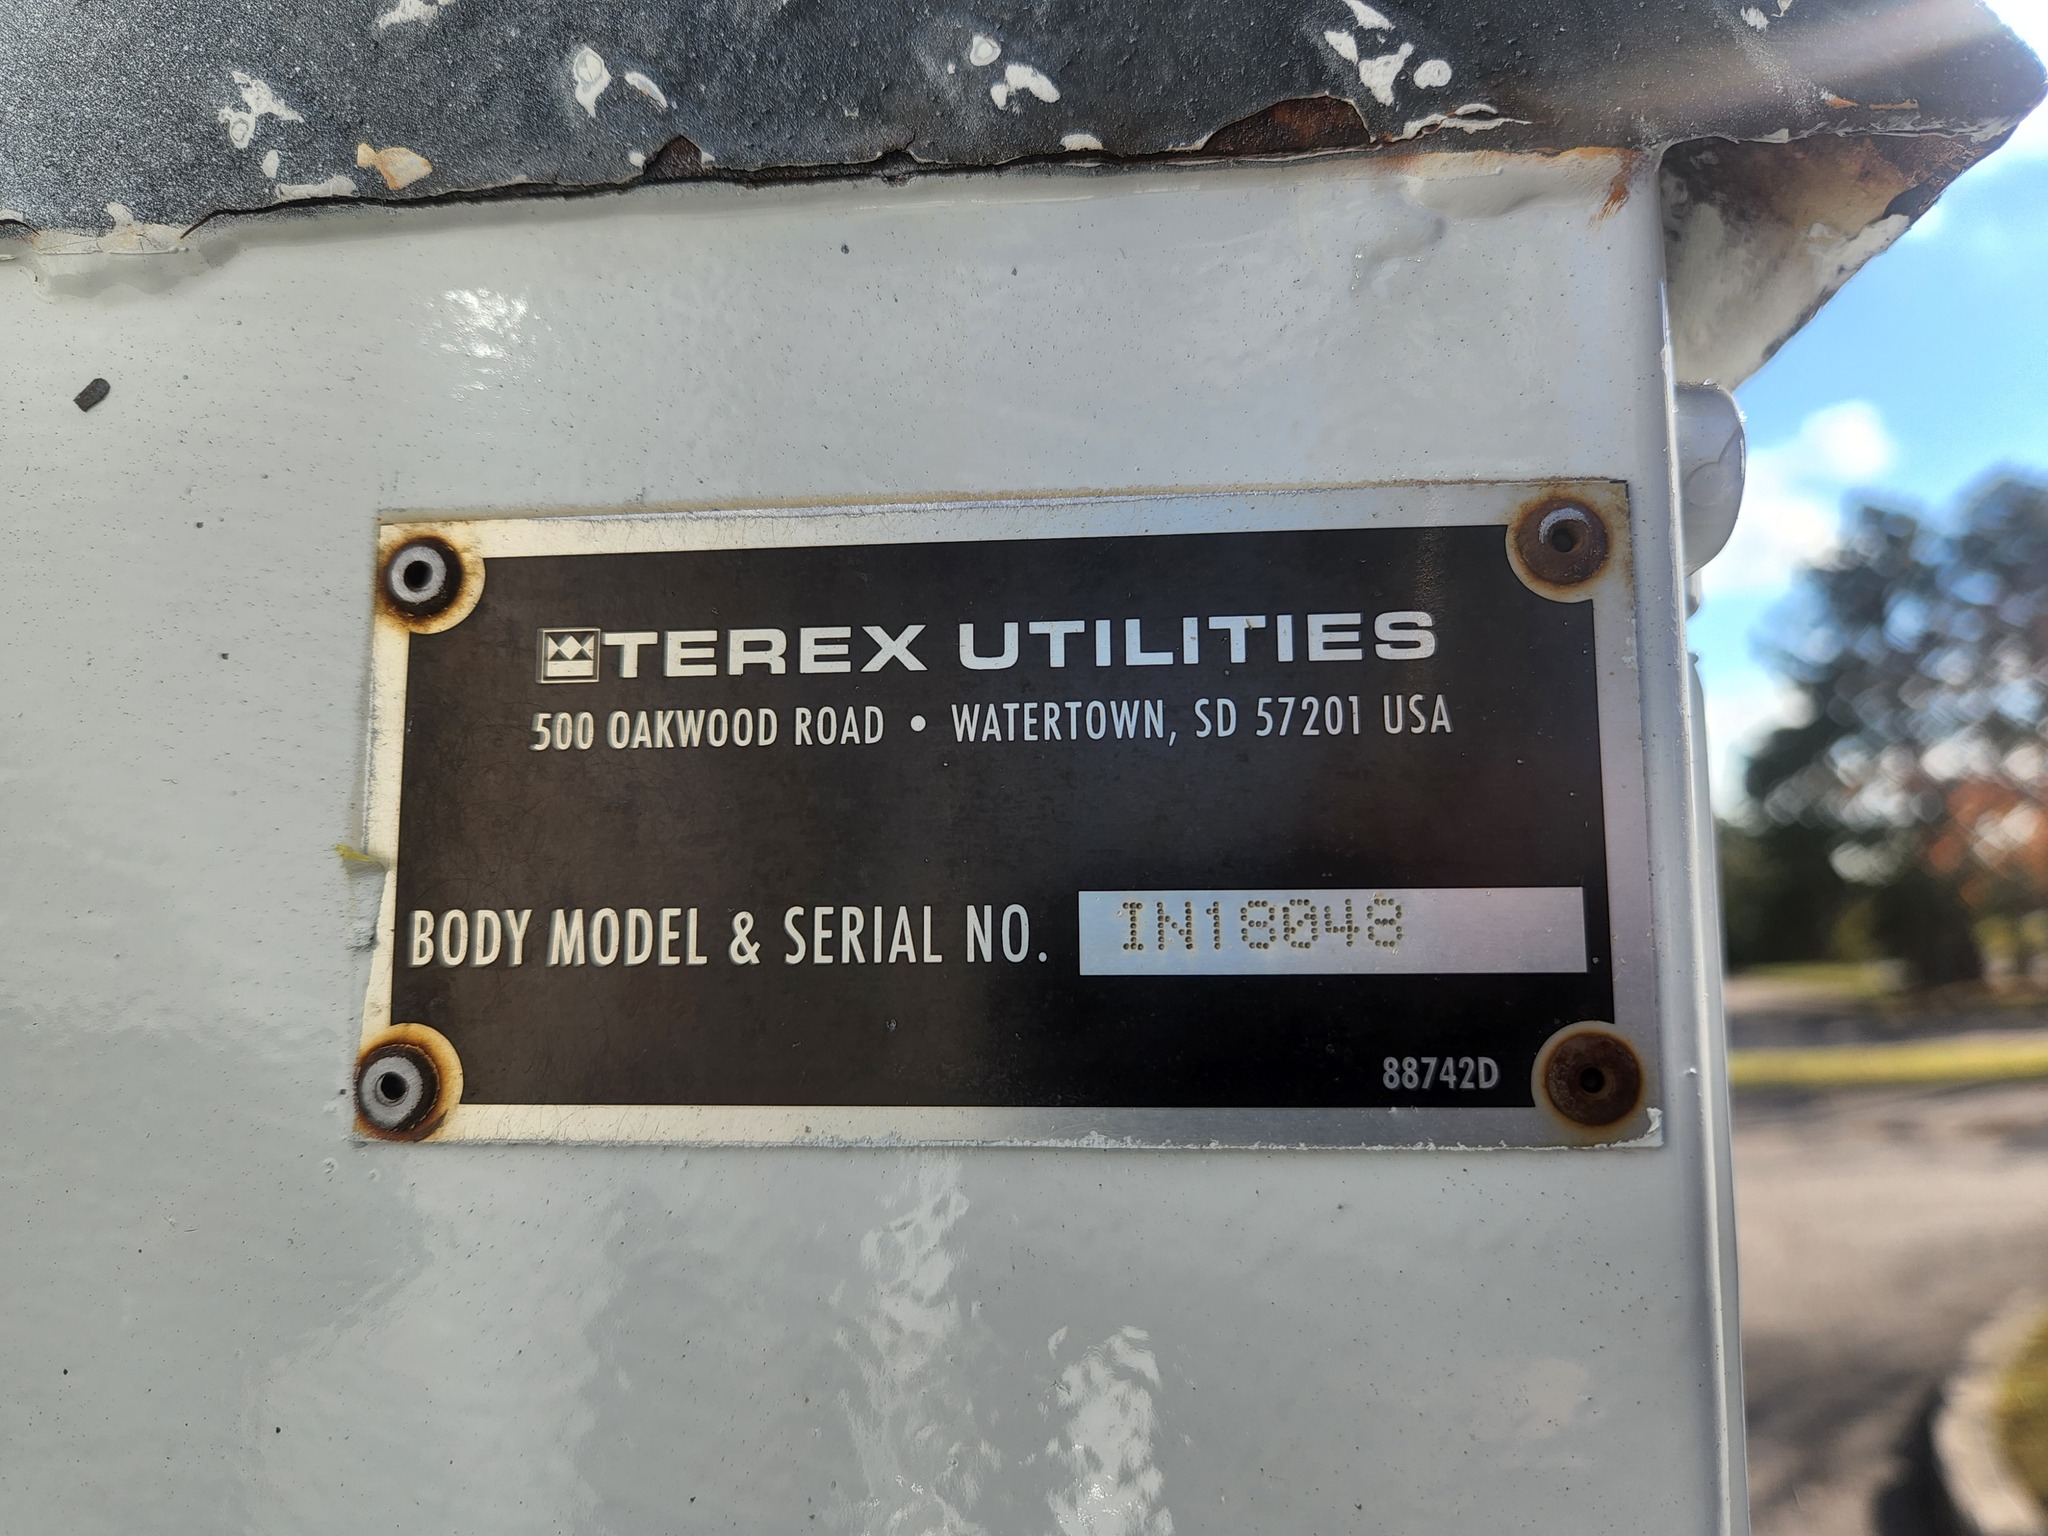 TEREX UTILITIES
500 OAKWOOD ROAD • WATERTOWN, SD 57201 USA
BODY MODEL & SERIAL NO. IN18048
88742D